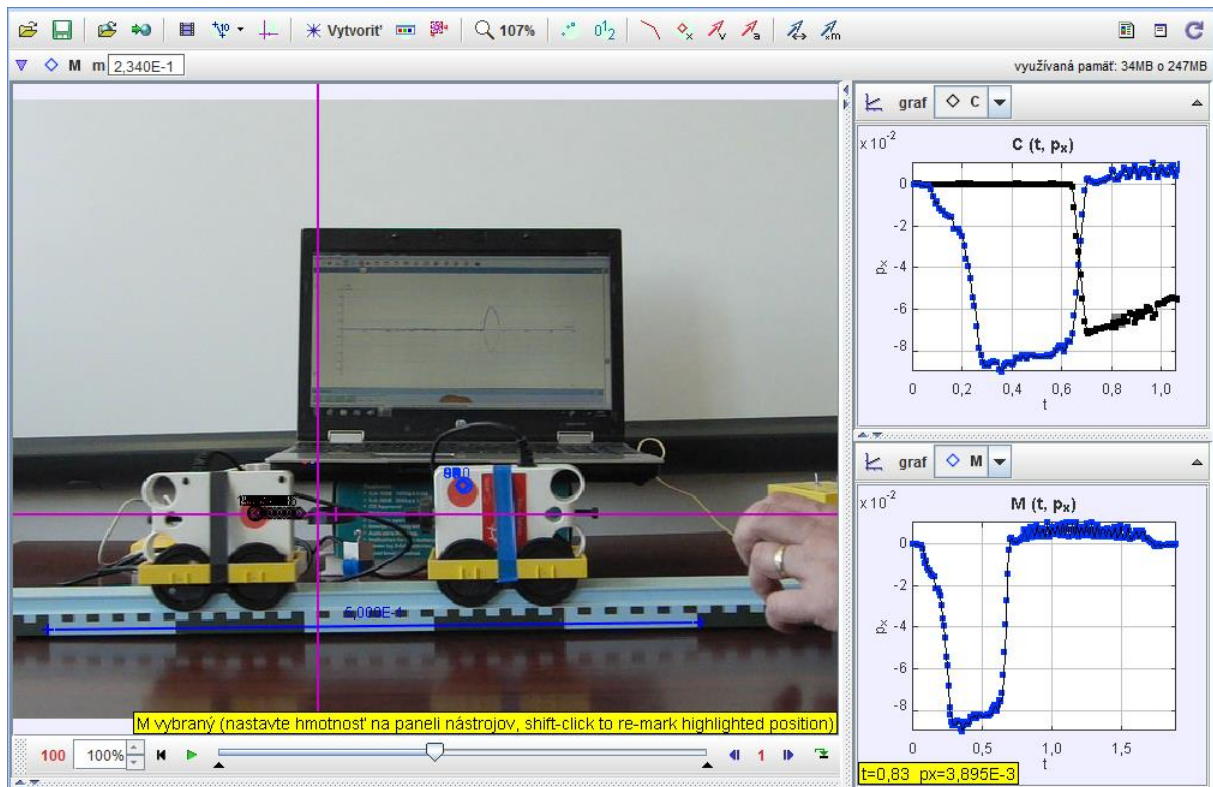 107%
0¹2
Vytvoriť
M m 2,340E-1
využívaná pamäť: 34MB o 247MB
5,000E-1
M vybraný (nastavte hmotnosť na paneli nástrojov, shift-click to re-mark highlighted position)
100 100% 1
graf C
x 10-2
C (t, px)
px
0
-2
-4
-6
-8
0 0,2 0,4 0,6 0,8 1,0
t
graf M
x 10-2
M (t, px)
px
0
-2
-4
-6
-8
0 0,5 1,0 1,5
t
t=0,83 px=3,895E-3